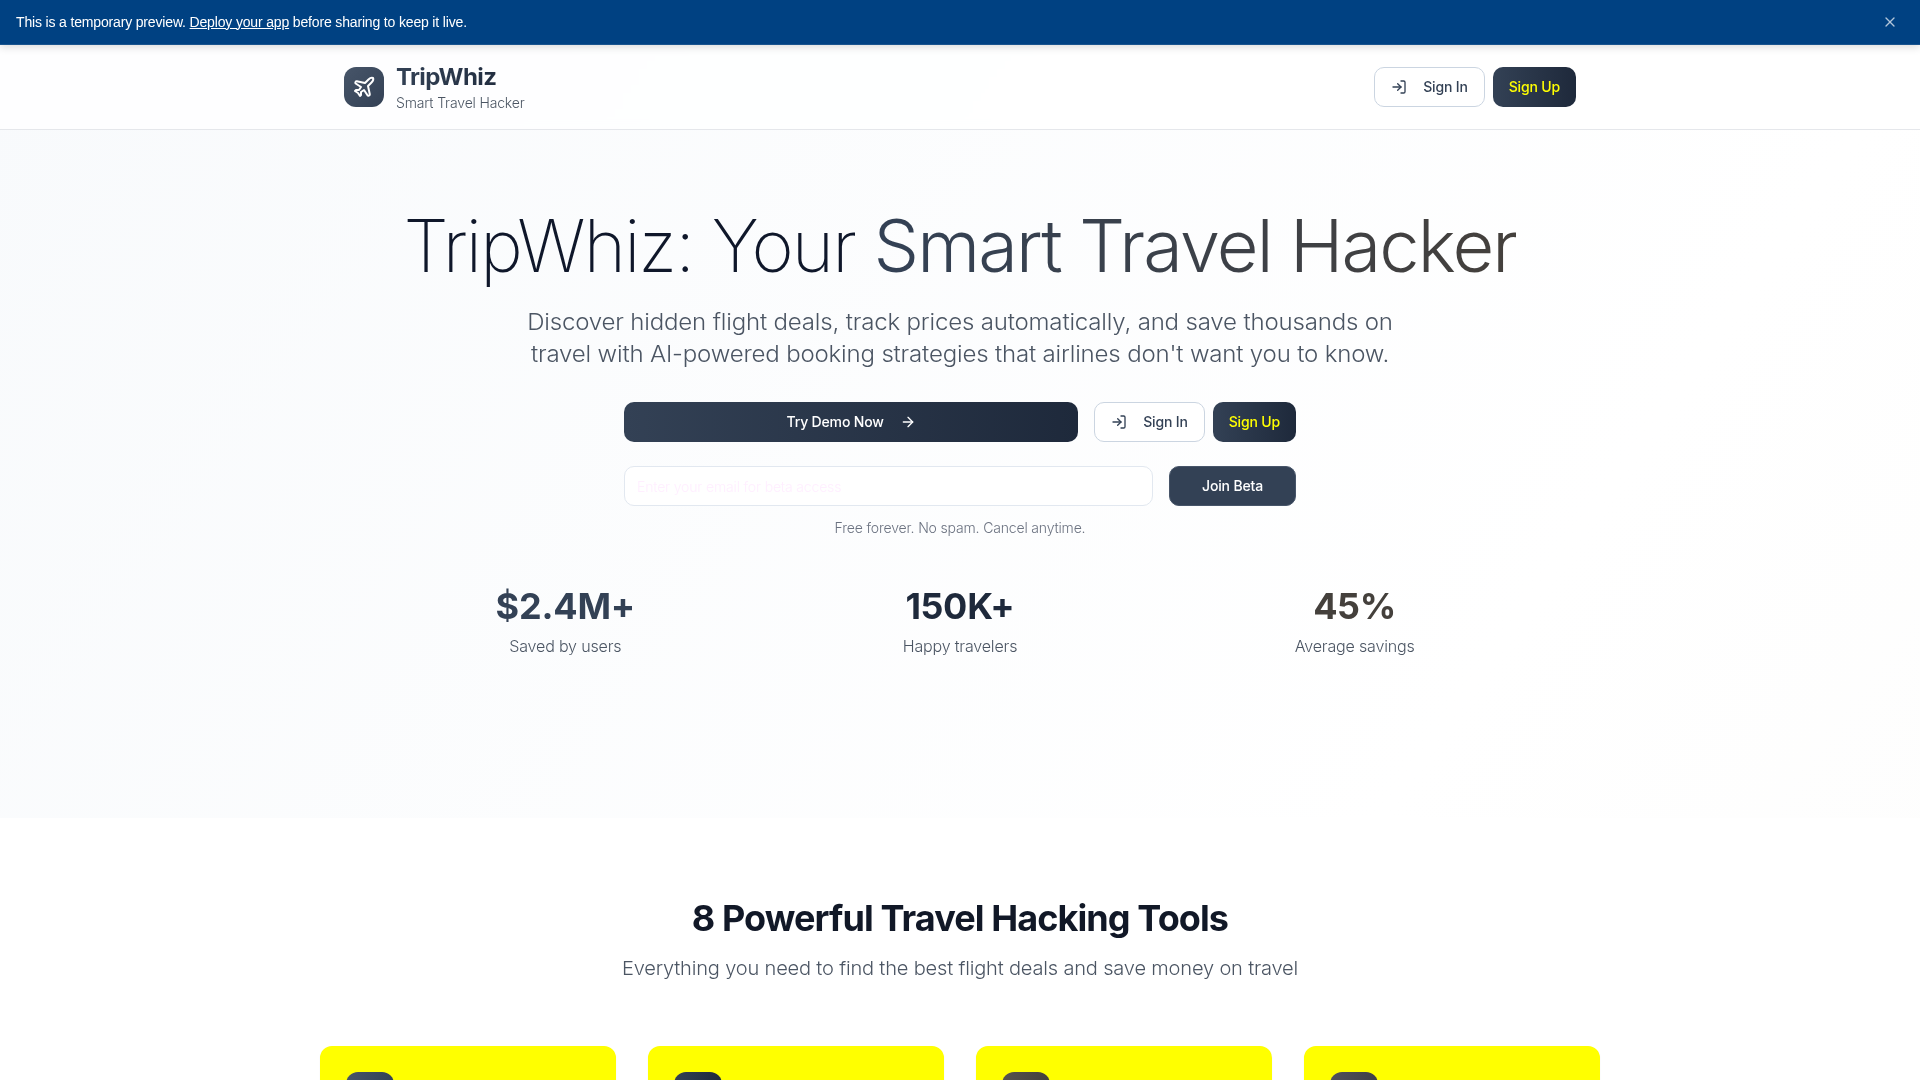 This is a temporary preview. Deploy your app before sharing to keep it live.
TripWhiz
Smart Travel Hacker
Sign In
Sign Up
TripWhiz: Your Smart Travel Hacker
Discover hidden flight deals, track prices automatically, and save thousands on
travel with AI-powered booking strategies that airlines don't want you to know.
Try Demo Now
Sign In
Sign Up
Enter your email for beta access
Join Beta
Free forever. No spam. Cancel anytime.
$2.4M+
Saved by users
150K+
Happy travelers
45%
Average savings
8 Powerful Travel Hacking Tools
Everything you need to find the best flight deals and save money on travel